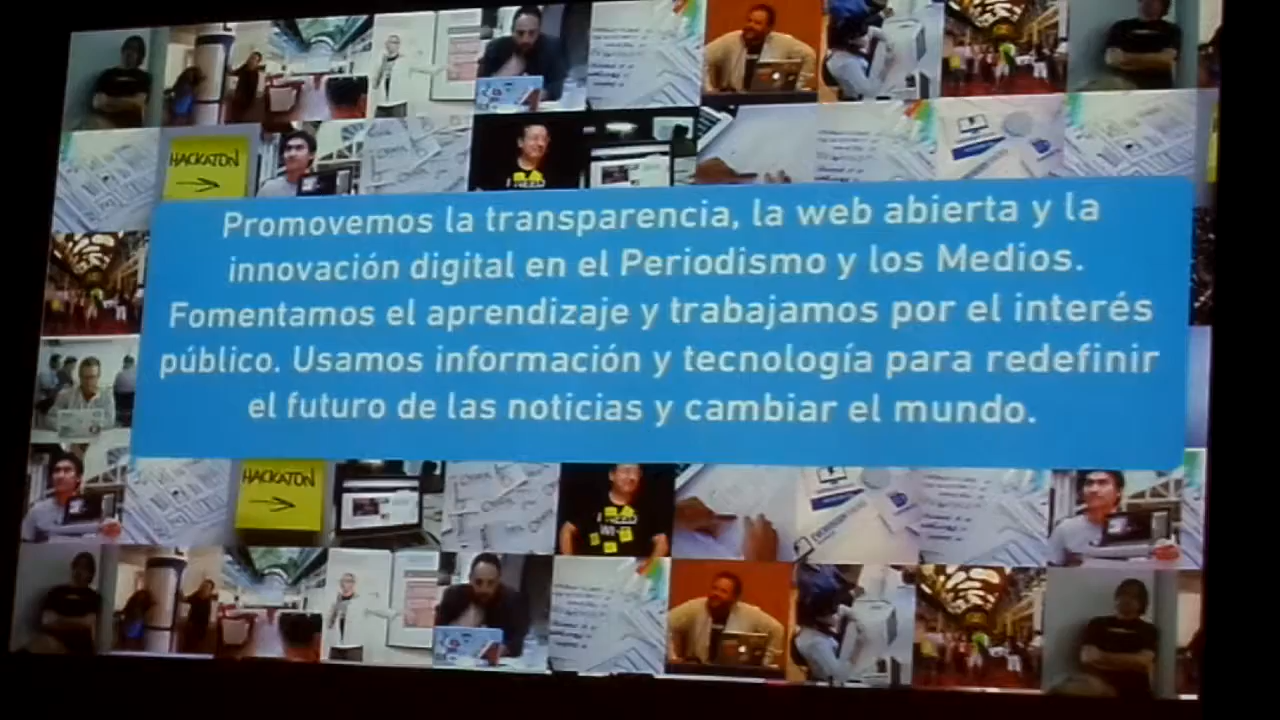 HACKATON
Promovemos la transparencia, la web abierta y la
innovación digital en el Periodismo y los Medios.
Fomentamos el aprendizaje y trabajamos por el interés
público. Usamos información y tecnología para redefinir
el futuro de las noticias y cambiar el mundo.
HACKATON